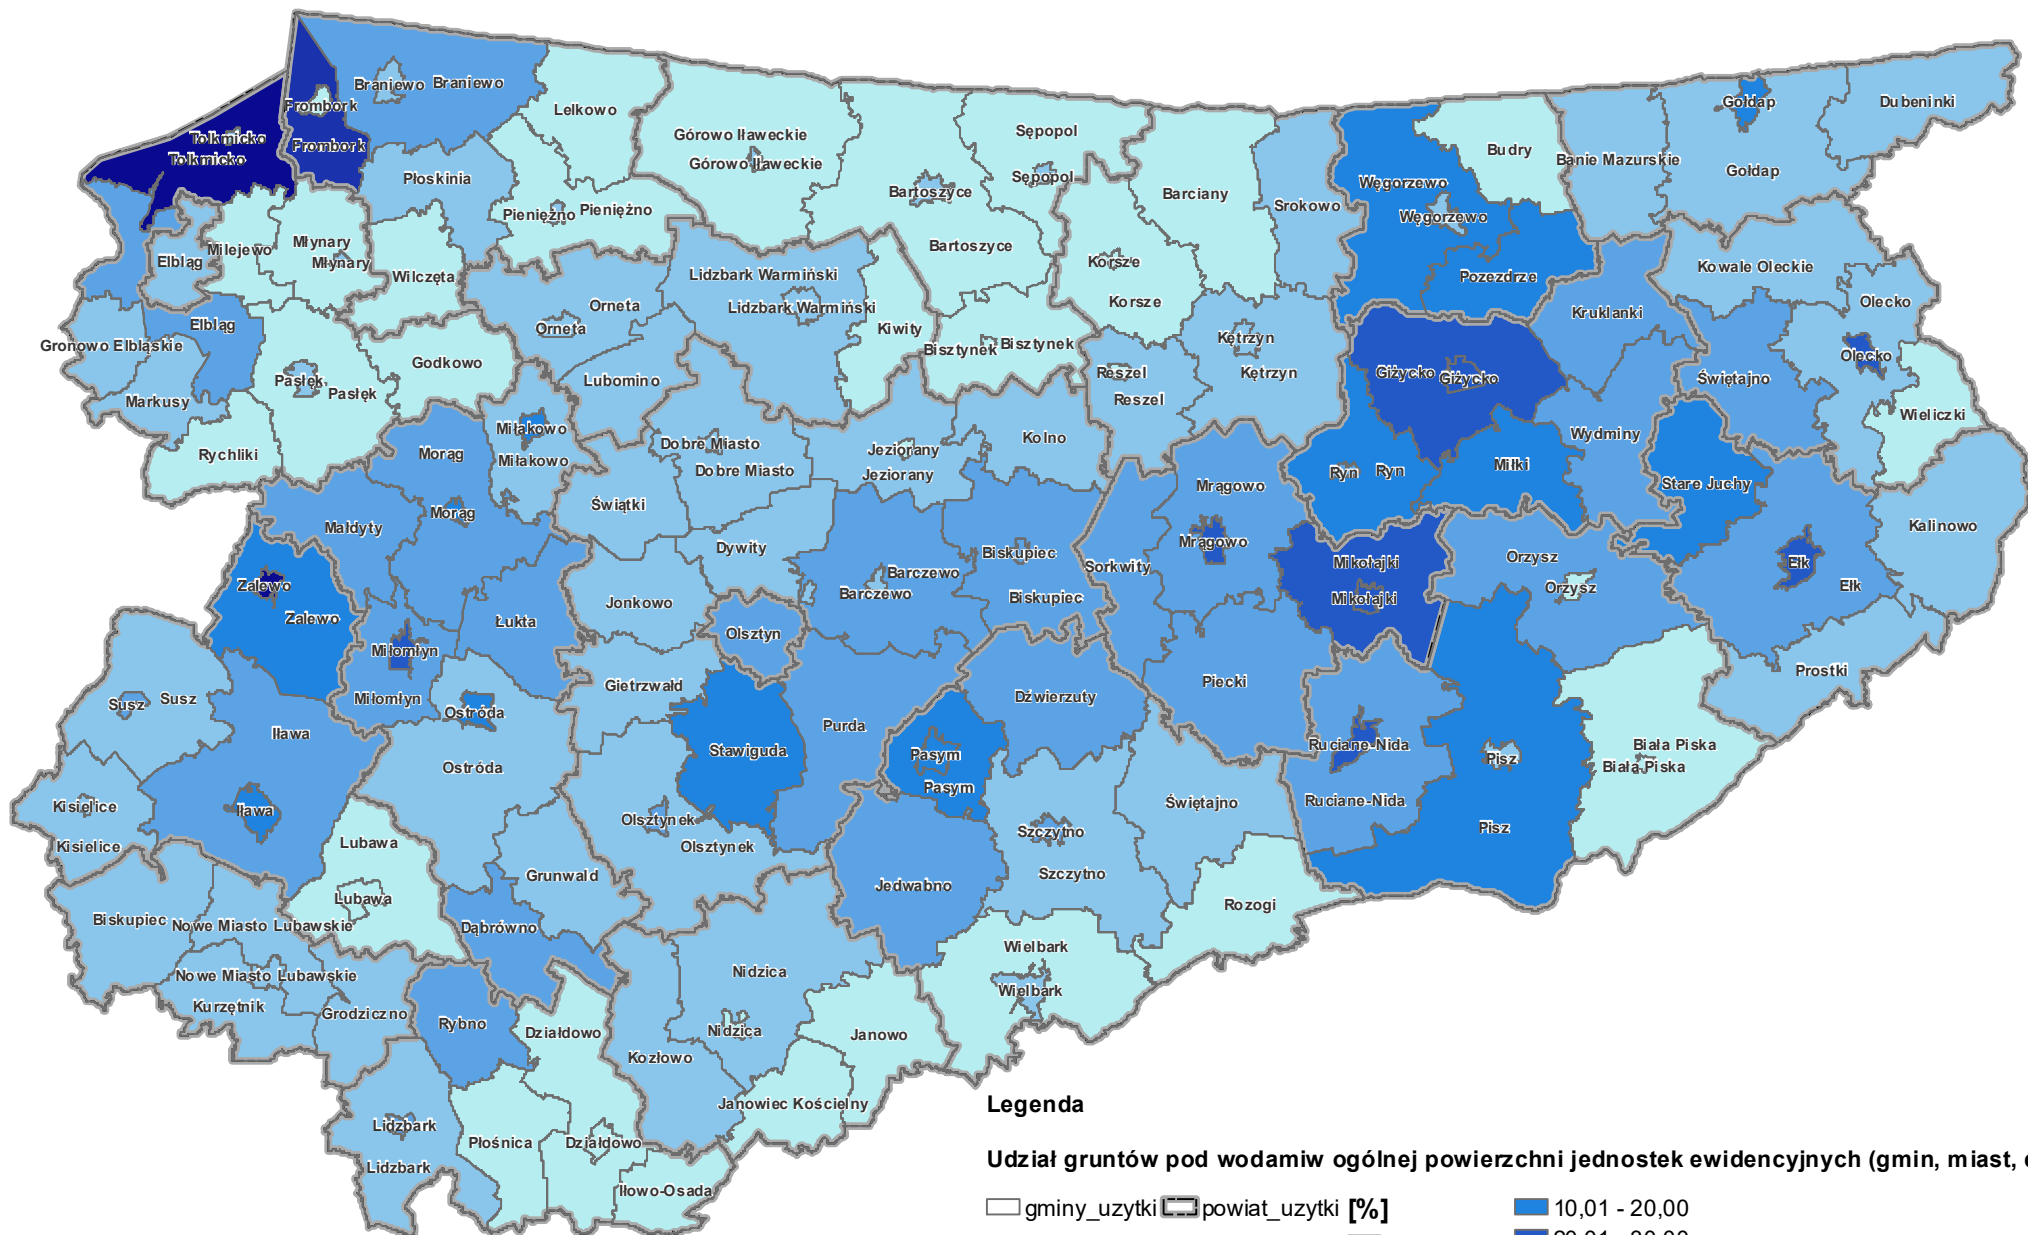 Braniewo Braniewo
Frombork
Lelkowo
Gołdap
Dubeninki
Tolkmicko
Tolkmicko
Frombork
Górowo Iławeckie
Górowo Iławeckie
Sępopol
Sępopol
Budry
Banie Mazurskie
Gołdap
Płoskinia
Bartoszyce
Barciany
Węgorzewo
Węgorzewo
Srokowo
Pieniężno Pieniężno
Milejewo
Młynary
Młynary
Elbląg
Wilczęta
Bartoszyce
Korsze
Korsze
Pozezdrze
Kowale Oleckie
Olecko
Lidzbark Warmiński
Lidzbark Warmiński
Orneta
Orneta
Kiwity
Kruklanki
Elbląg
Gronowo Elbląskie
Bisztynek Bisztynek
Kętrzyn
Kętrzyn
Olecko
Godkowo
Pasłęk
Pasłęk
Lubomino
Reszel
Reszel
Giżycko Giżycko
Świętajno
Markusy
Wieliczki
Rychliki
Morąg
Miłakowo
Miłakowo
Dobre Miasto
Dobre Miasto
Jeziorany
Jeziorany
Kolno
Wydminy
Ryn Ryn
Miłki
Stare Juchy
Mrągowo
Mrągowo
Świątki
Małdyty
Morąg
Dywity
Biskupiec
Biskupiec
Sorkwity
Kalinowo
Orzysz
Orzysz
Mikołajki
Mikołajki
Ełk
Ełk
Zalewo
Zalewo
Barczewo
Barczewo
Jonkowo
Łukta
Olsztyn
Miłomłyn
Miłomłyn
Gietrzwałd
Piecki
Dźwierzuty
Prostki
Susz Susz
Ostróda
Iława
Purda
Stawiguda
Pasym
Pasym
Ruciane-Nida
Ruciane-Nida
Pisz
Biała Piska
Biała Piska
Ostróda
Kisielice
Kisielice
Iława
Olsztynek
Olsztynek
Świętajno
Szczytno
Szczytno
Pisz
Lubawa
Lubawa
Grunwald
Jedwabno
Rozogi
Biskupiec
Nowe Miasto Lubawskie
Dąbrówno
Wielbark
Wielbark
Nowe Miasto Lubawskie
Kurzętnik
Grodziczno
Nidzica
Nidzica
Rybno
Działdowo
Janowo
Kozłowo
Janowiec Kościelny
Lidzbark
Lidzbark
Płośnica
Działdowo
Iłowo-Osada
Legenda
Udział gruntów pod wodamiw ogólnej powierzchni jednostek ewidencyjnych (gmin, miast,
gminy_uzytki powiat_uzytki [%]
10,01 - 20,00